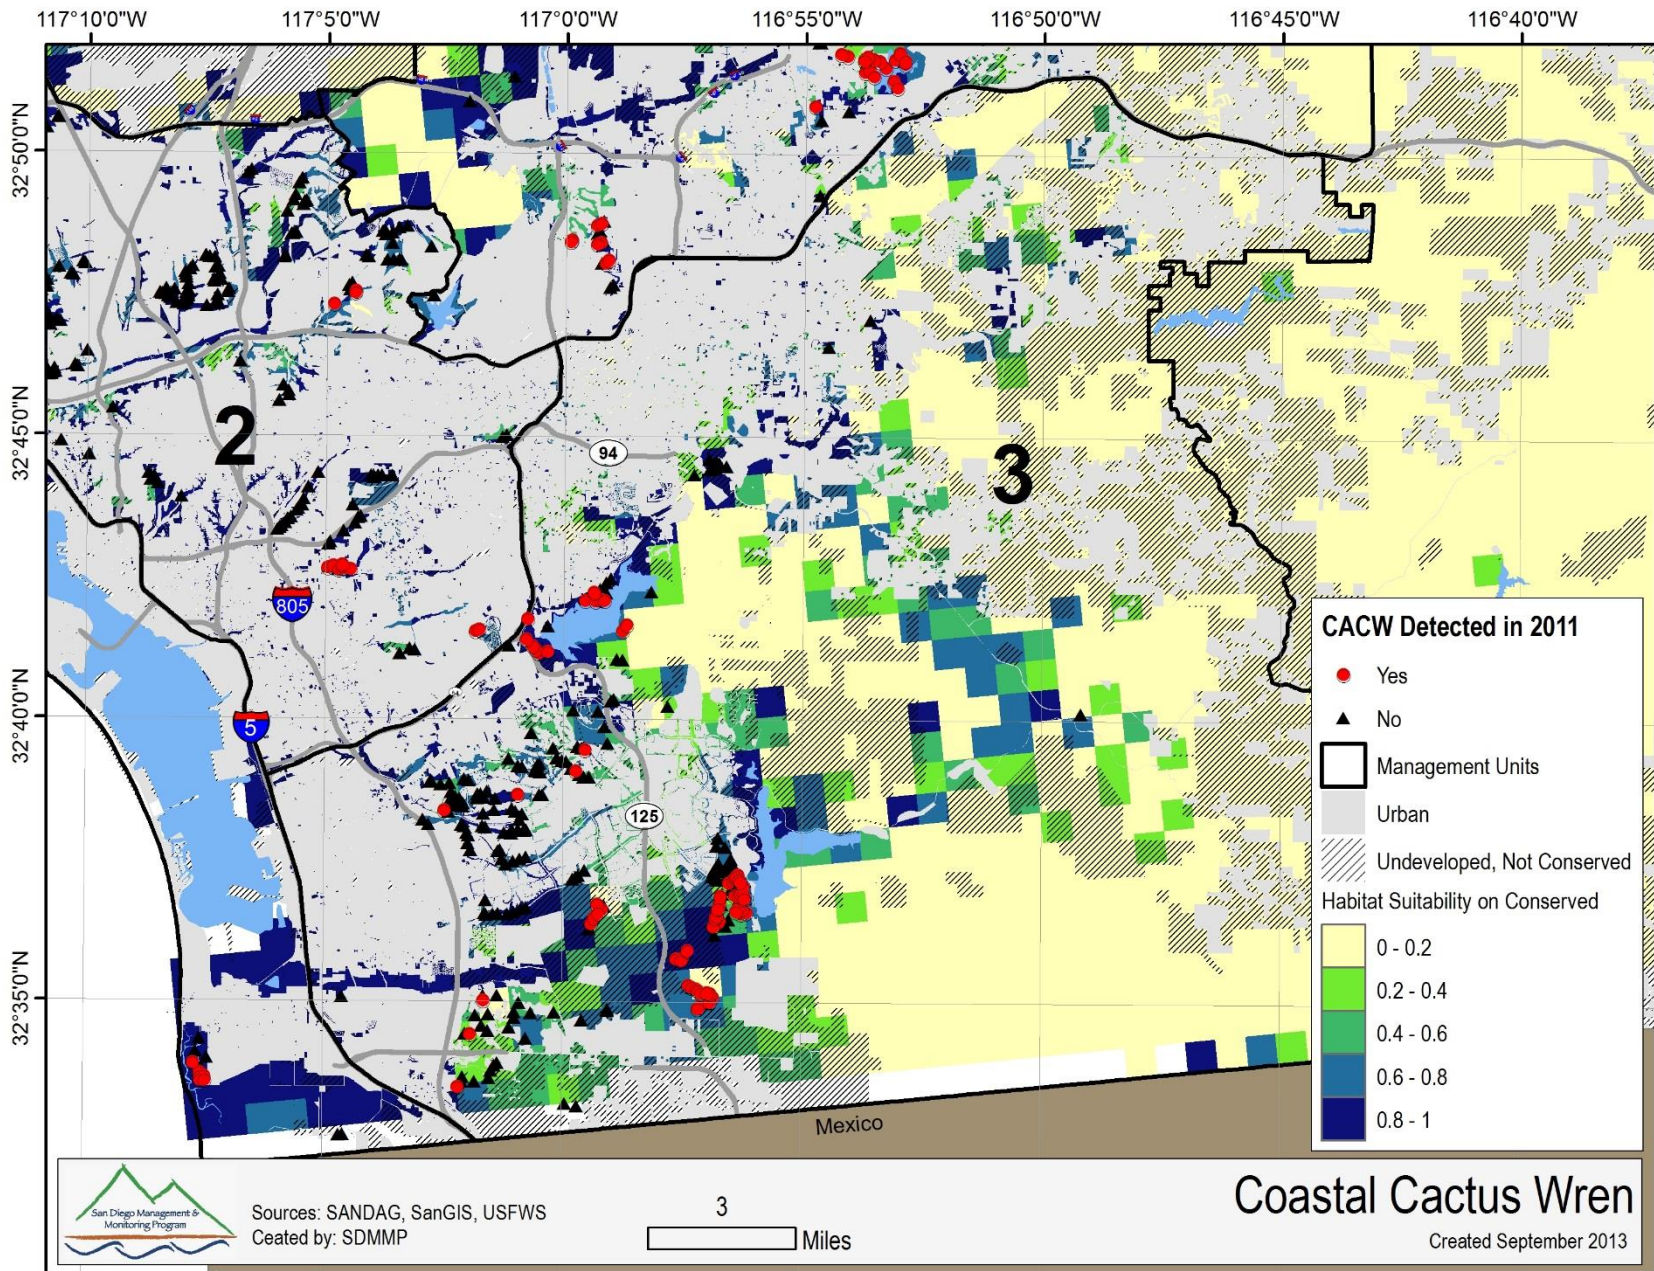 117°10'0"W 117°5'0"W 117°0'0"W 116°55'0"W 116°50'0"W 116°45'0"W 116°40'0"W
32°50'0"N
32°45'0"N
32°40'0"N
32°35'0"N
2
94
3
805
5
125
Mexico
CACW Detected in 2011
Yes
No
Management Units
Urban
Undeveloped, Not Conserved
Habitat Suitability on Conserved
0 - 0.2
0.2 - 0.4
0.4 - 0.6
0.6 - 0.8
0.8 - 1
San Diego Management &
Monitoring Program
Sources: SANDAG, SanGIS, USFWS
Ceated by: SDMMP
3
Miles
Coastal Cactus Wren
Created September 2013